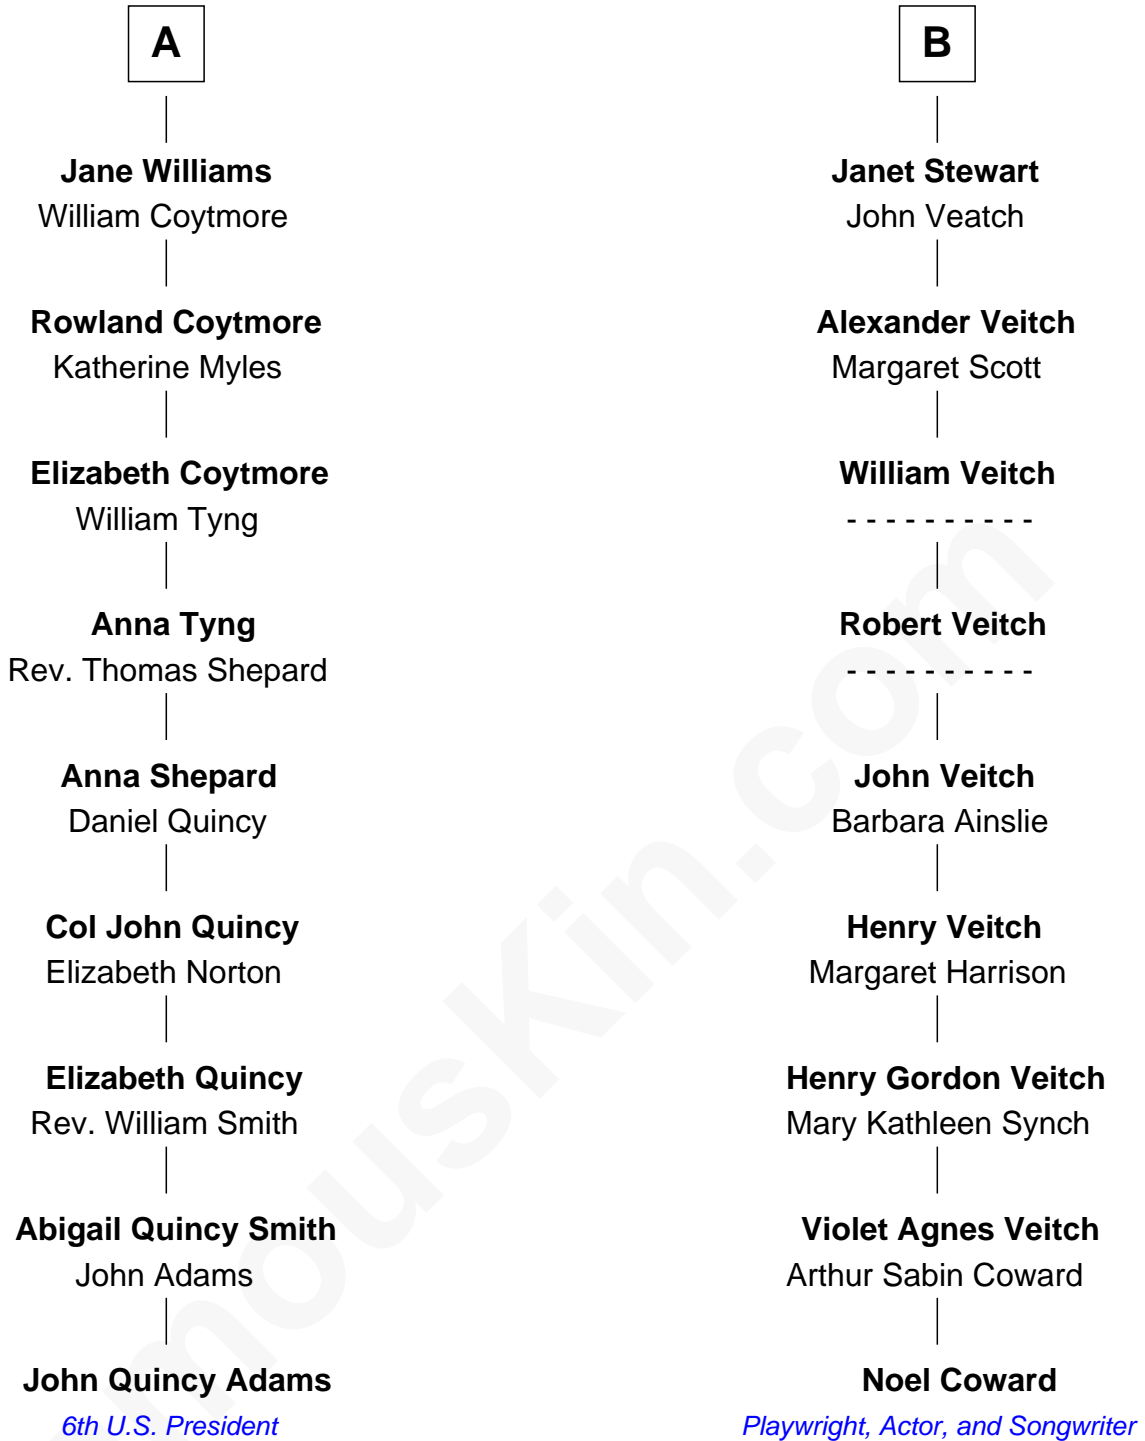 A
Jane Williams
William Coytmore
Rowland Coytmore
Katherine Myles
Elizabeth Coytmore
William Tyng
Anna Tyng
Rev. Thomas Shepard
Anna Shepard
Daniel Quincy
Col John Quincy
Elizabeth Norton
Elizabeth Quincy
Rev. William Smith
Abigail Quincy Smith
John Adams
John Quincy Adams
6th U.S. President
B
Janet Stewart
John Veatch
Alexander Veitch
Margaret Scott
William Veitch
- - - - - - - - - -
Robert Veitch
- - - - - - - - - -
John Veitch
Barbara Ainslie
Henry Veitch
Margaret Harrison
Henry Gordon Veitch
Mary Kathleen Synch
Violet Agnes Veitch
Arthur Sabin Coward
Noel Coward
Playwright, Actor, and Songwriter
mouskin.com